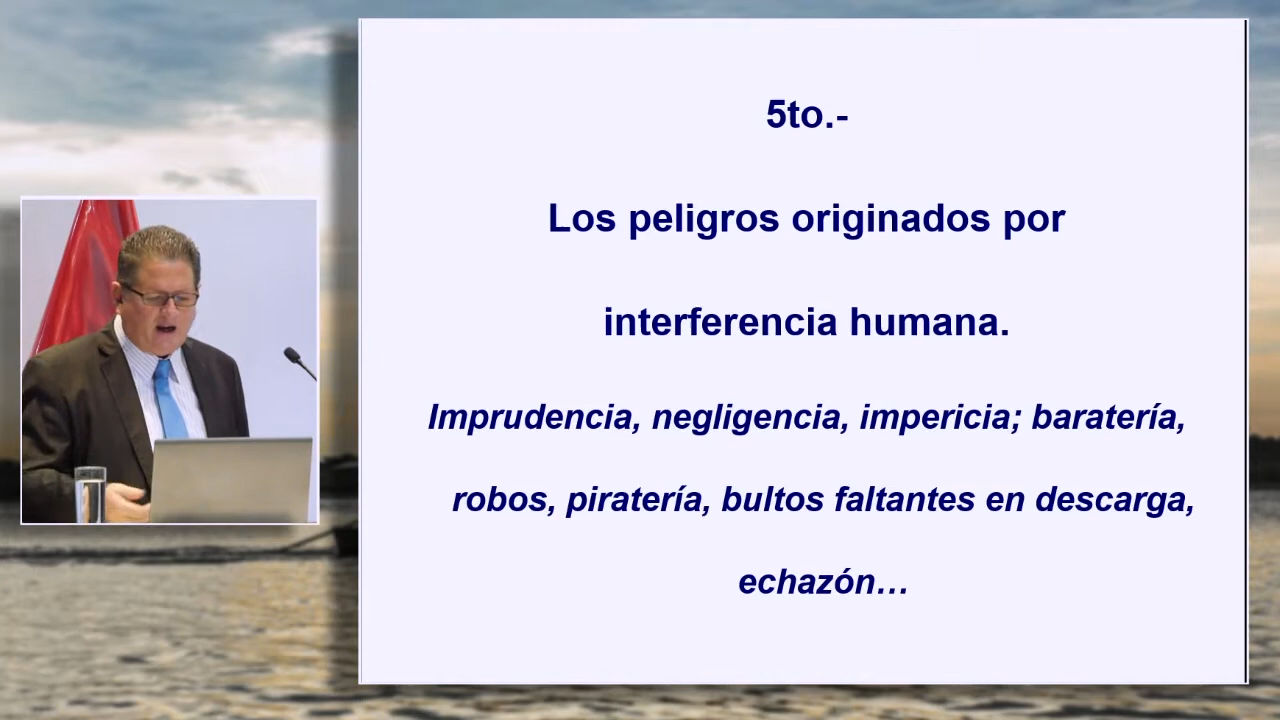 5to.-
Los peligros originados por
interferencia humana.
Imprudencia, negligencia, impericia; baratería,
robos, piratería, bultos faltantes en descarga,
echazón…